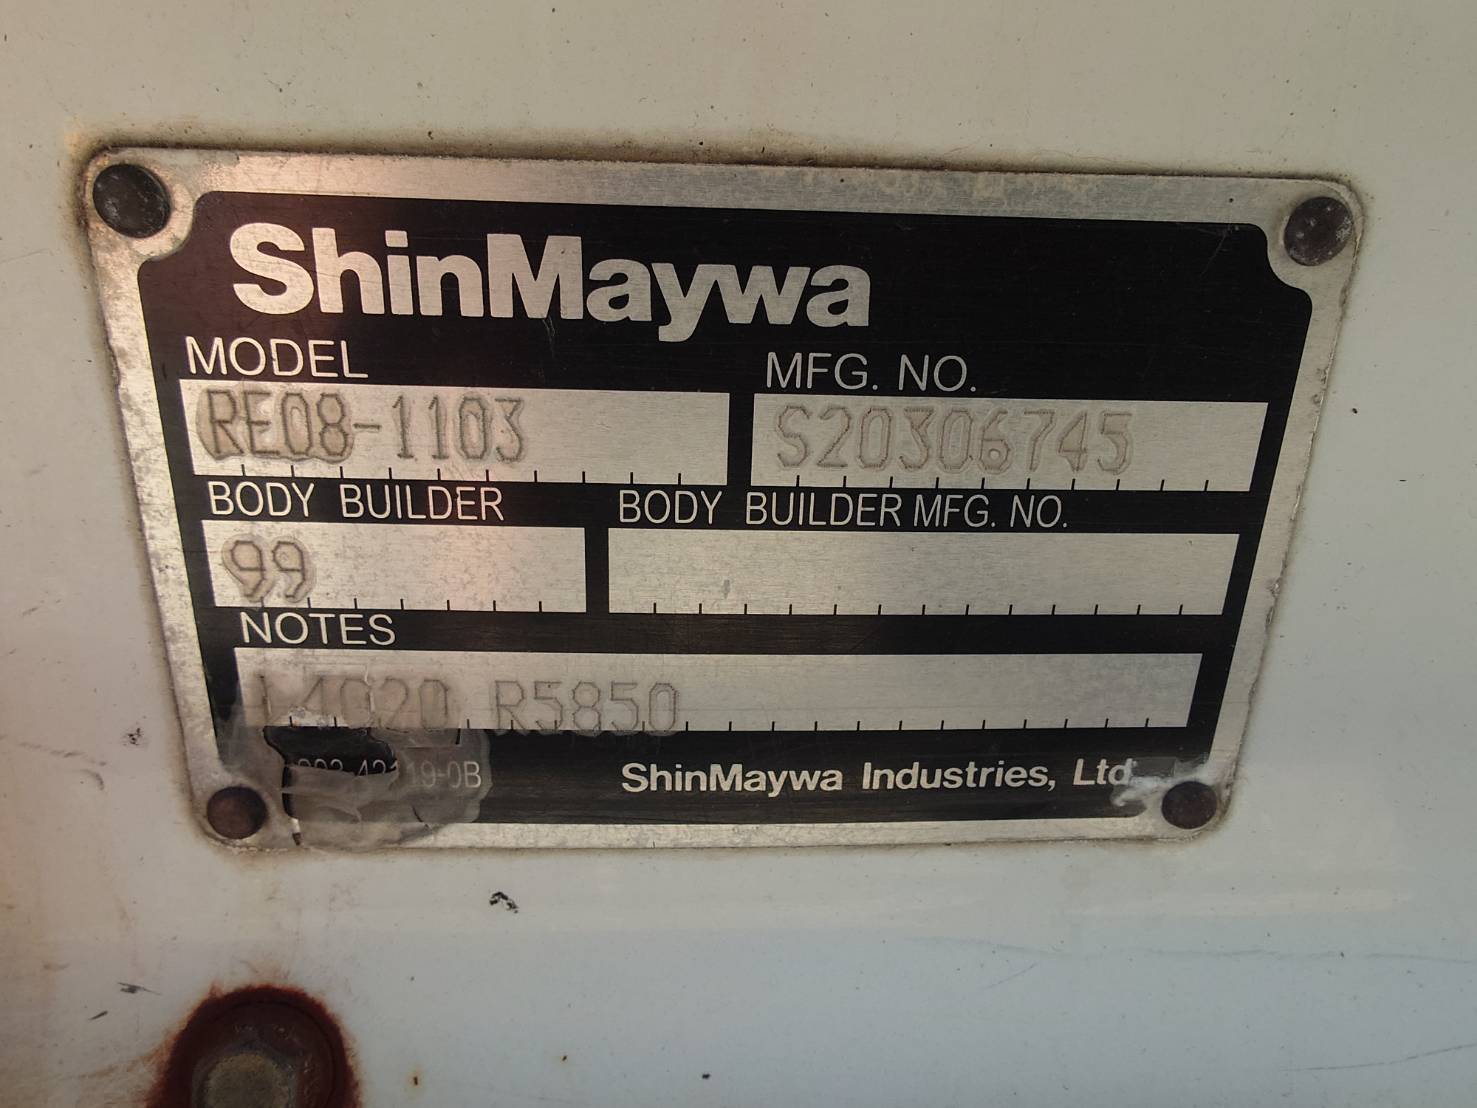 ShinMaywa
MODEL MFG. NO.
RE08-1103 S20306745
BODY BUILDER BODY BUILDER MFG. NO.
99
NOTES
L4020 R5850
ShinMaywa Industries, Ltd